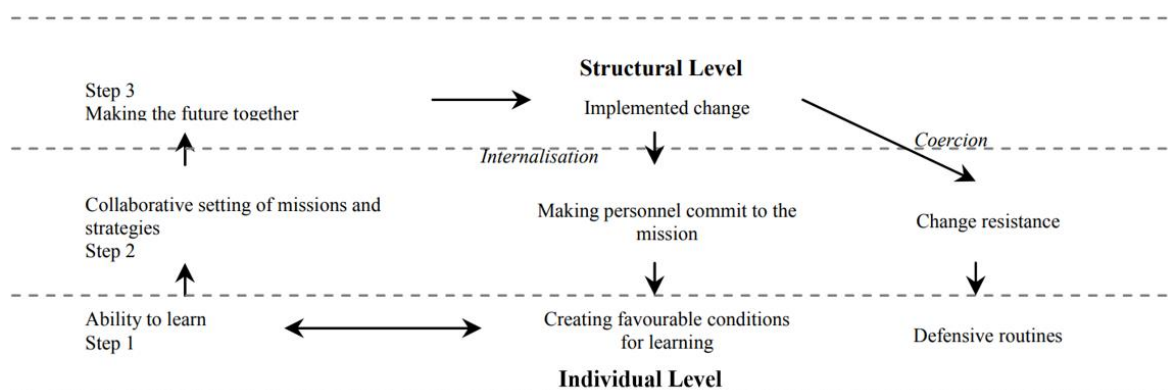 Structural Level
Step 3
Making the future together
Implemented change
Coercion
Internalisation
Collaborative setting of missions and
strategies
Step 2
Making personnel commit to the
mission
Change resistance
Ability to learn
Step 1
Creating favourable conditions
for learning
Defensive routines
Individual Level